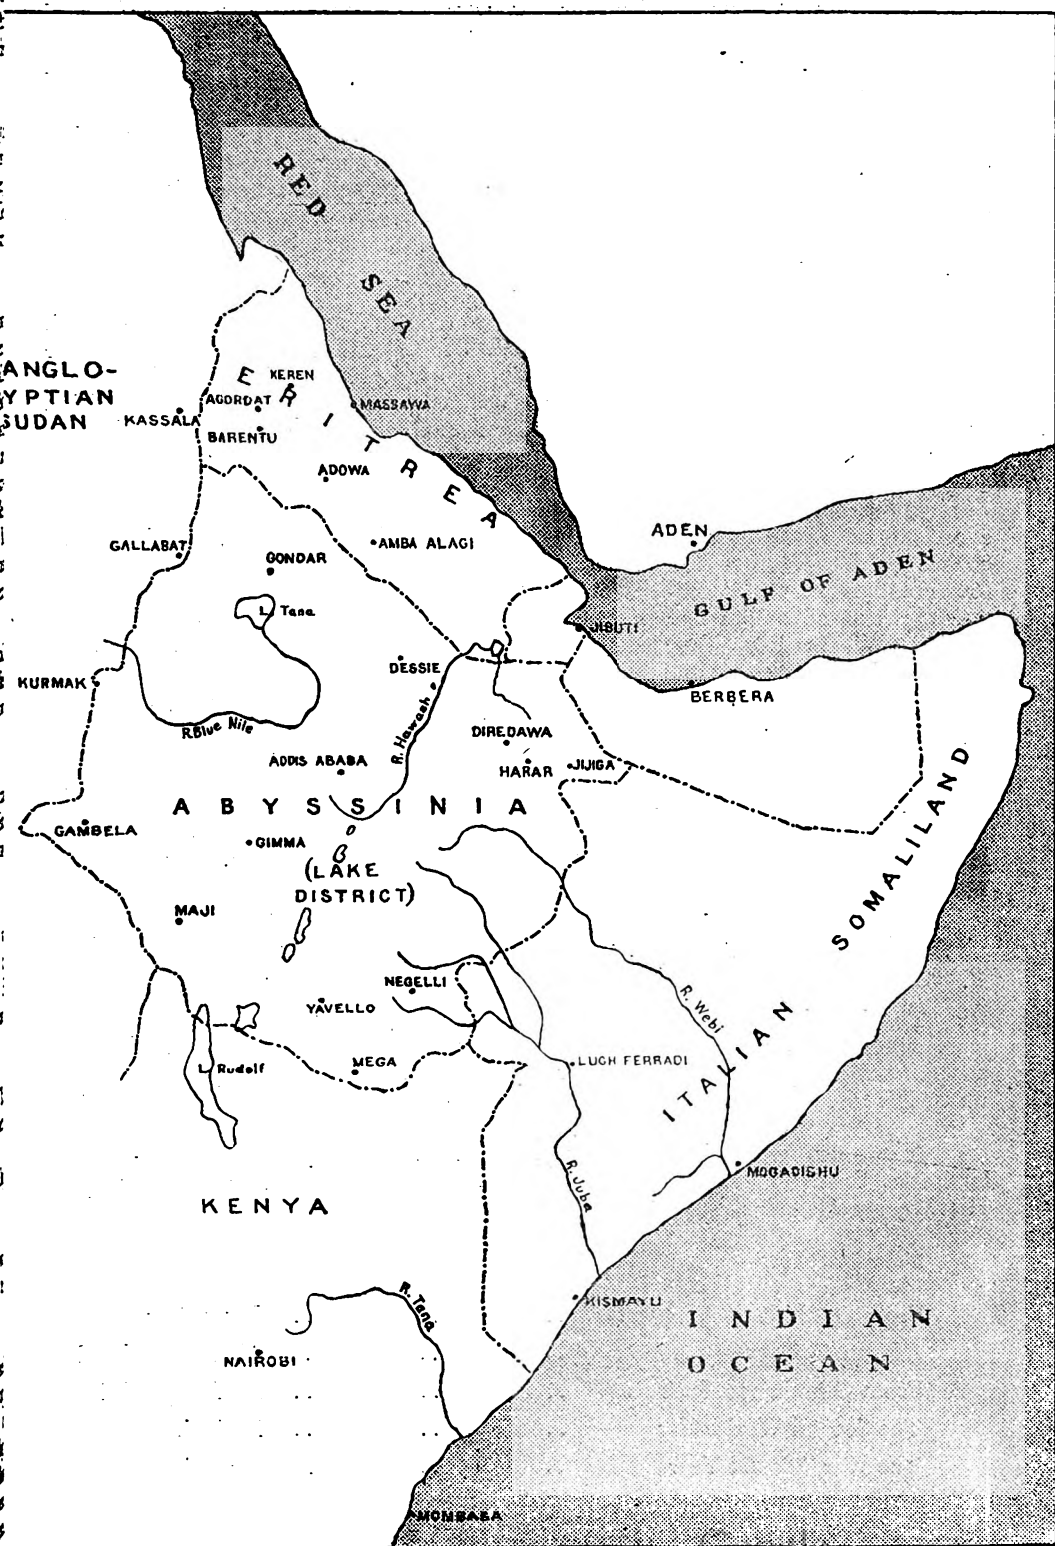 RED
SEA
ANGLO-
YPTIAN
SUDAN
KEREN
ERITREA
AGORDAT
MASSAWA
KASSALA
BARENTU
ADOWA
ADEN
GALLABAT
AMBA ALAGI
GONDAR
GULF OF ADEN
L. Tana
JIBUTI
DESSIE
KURMAK
BERBERA
R. Blue Nile
R. Hawash
DIREDAWA
ADDIS ABABA
HARAR
JIJIGA
ABYSSINIA
GAMBELA
GIMMA
(LAKE
DISTRICT)
MAJI
ITALIAN SOMALILAND
NEGELLI
YAVELLO
R. Webi
MEGA
LUGH FERRADI
L. Rudolf
MOGADISHU
R. Juba
KENYA
R. Tana
KISMAYU
INDIAN
OCEAN
NAIROBI
MOMBASA